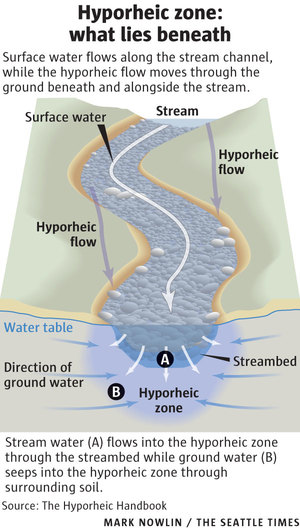 Hyporheic zone:
what lies beneath
Surface water flows along the stream channel,
while the hyporheic flow moves through the
ground beneath and alongside the stream.
Stream
Surface water
Hyporheic
flow
Hyporheic
flow
Water table
A
Streambed
Direction of
ground water
B
Hyporheic
zone
Stream water (A) flows into the hyporheic zone
through the streambed while ground water (B)
seeps into the hyporheic zone through
surrounding soil.
Source: The Hyporheic Handbook
MARK NOWLIN / THE SEATTLE TIMES